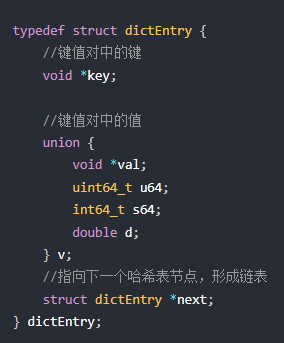 typedef struct dictEntry {
//键值对中的键
void *key;
//键值对中的值
union {
void *val;
uint64_t u64;
int64_t s64;
double d;
} v;
//指向下一个哈希表节点，形成链表
struct dictEntry *next;
} dictEntry;